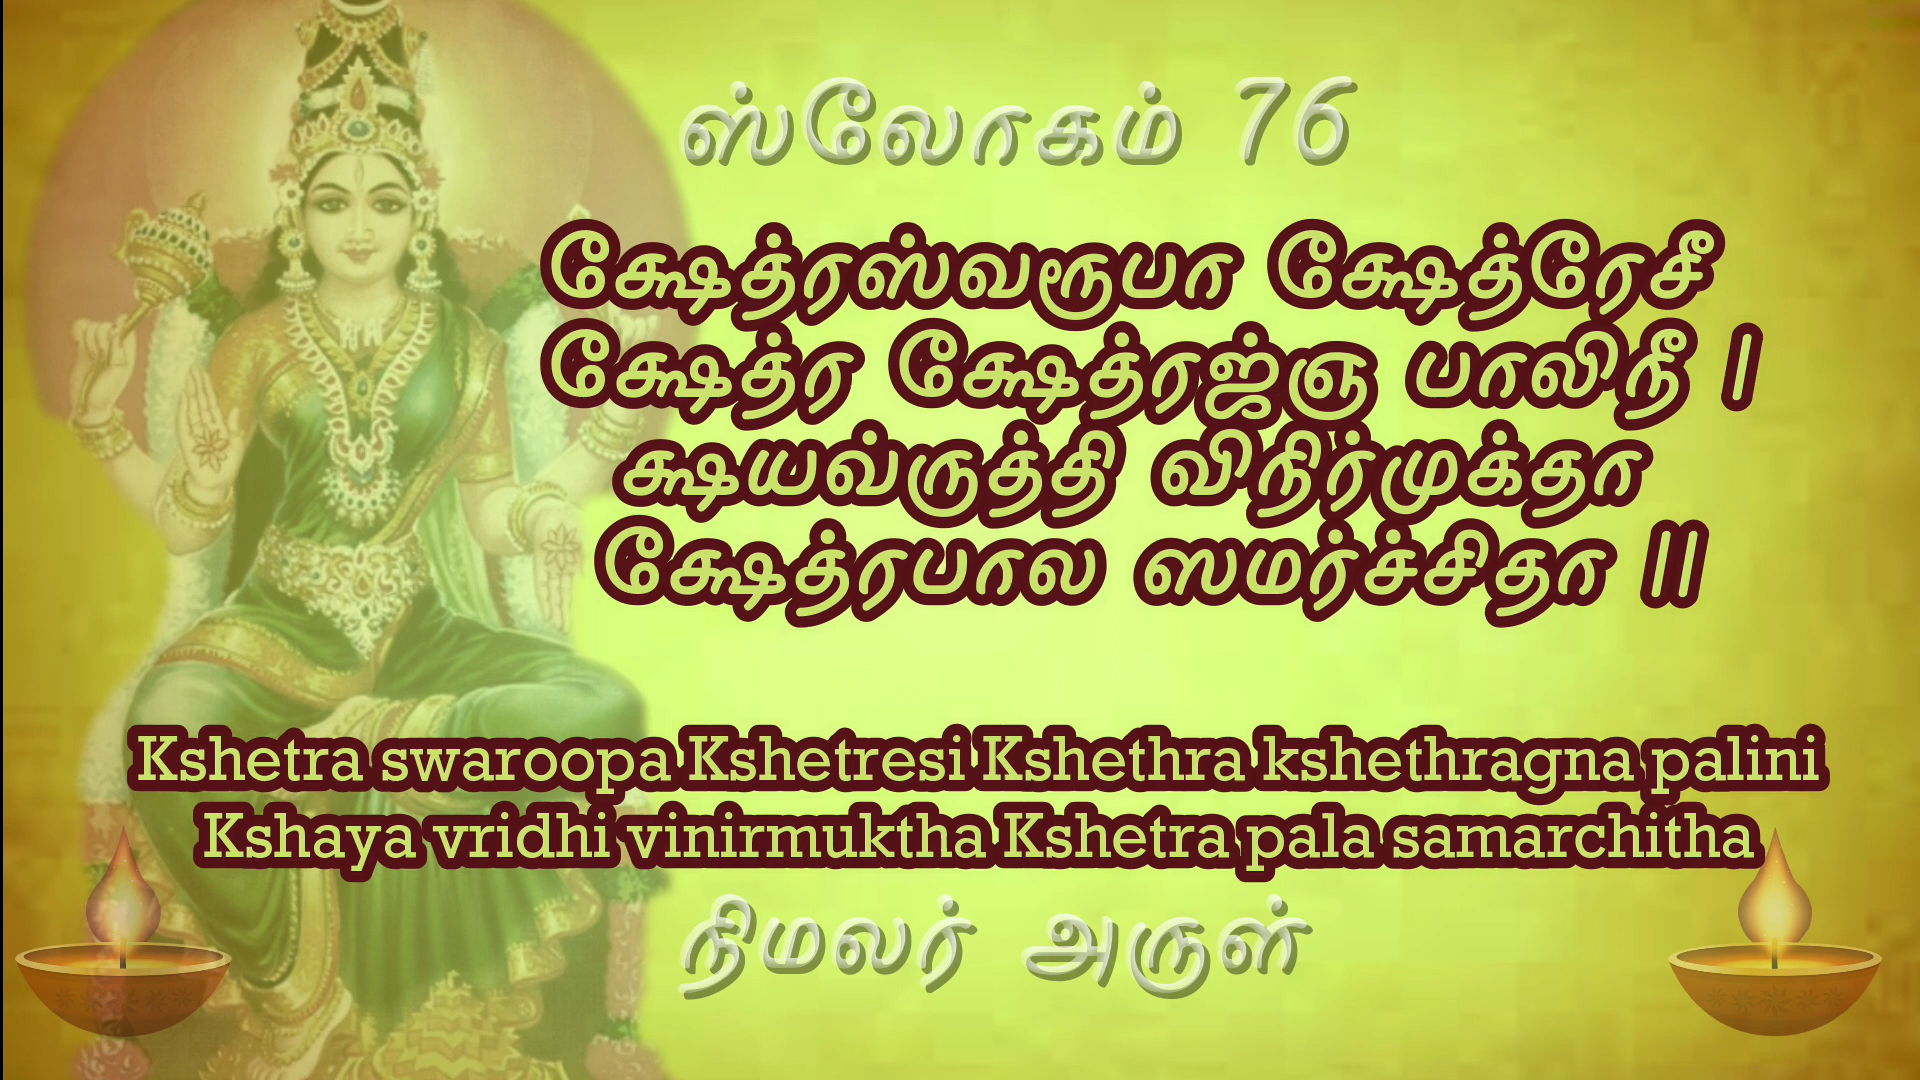 ஸ்லோகம் 76
க்ஷேத்ரஸ்வரூபா க்ஷேத்ரேசீ
க்ஷேத்ர க்ஷேத்ரஜ்ஞ பாலிநீ |
க்ஷயவ்ருத்தி விநிர்முக்தா
க்ஷேத்ரபால ஸமர்ச்சிதா ||
Kshetra swaroopa Kshetresi Kshethra kshethragna palini
Kshaya vridhi vinirmuktha Kshetra pala samarchitha
நிமலர் அருள்